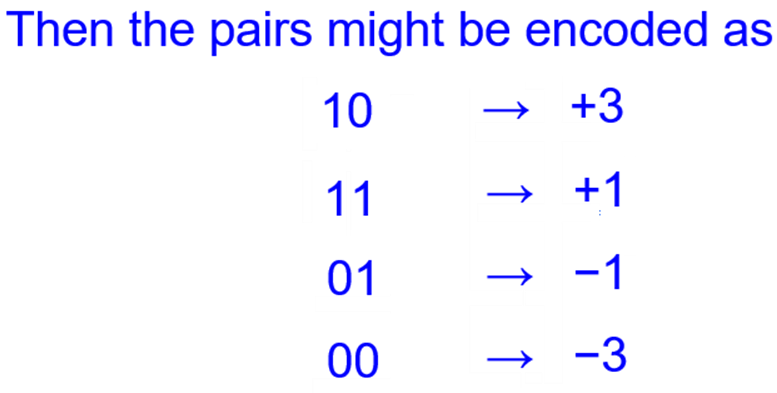 Then the pairs might be encoded as
10 → +3
11 → +1
01 → −1
00 → −3